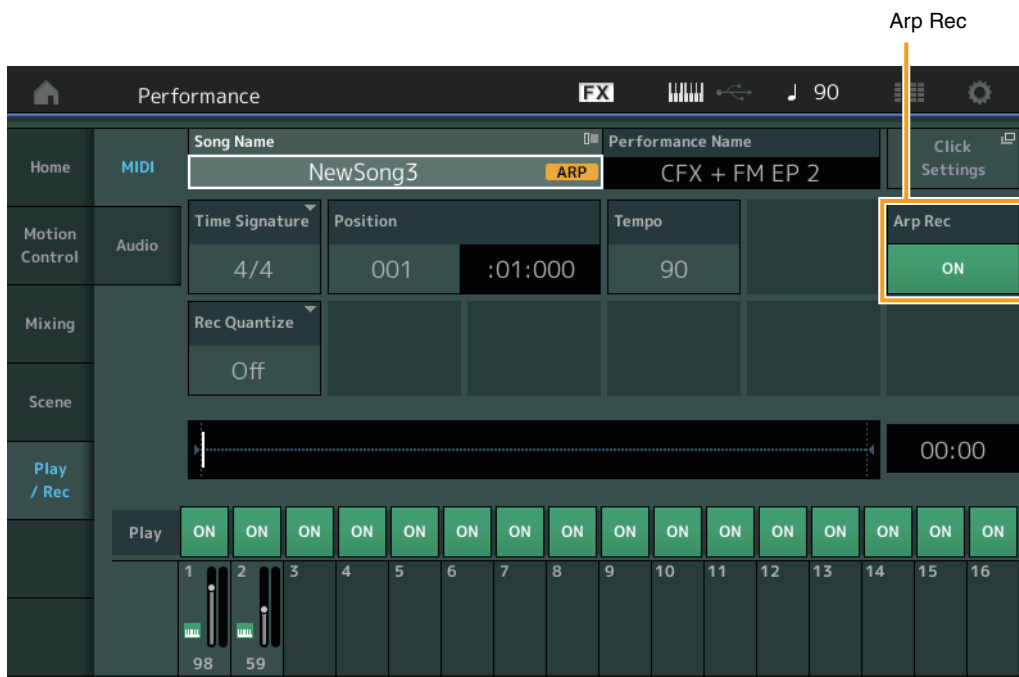 Arp Rec
Performance
FX
90
Home
Motion
Control
Mixing
Scene
Play
/ Rec
MIDI
Audio
Song Name
NewSong3
ARP
Performance Name
CFX + FM EP 2
Click
Settings
Time Signature
4/4
Position
001
:01:000
Tempo
90
Arp Rec
ON
Rec Quantize
Off
00:00
Play
ON ON ON ON ON ON ON ON ON ON ON ON ON ON ON ON
1 2 3 4 5 6 7 8 9 10 11 12 13 14 15 16
98 59